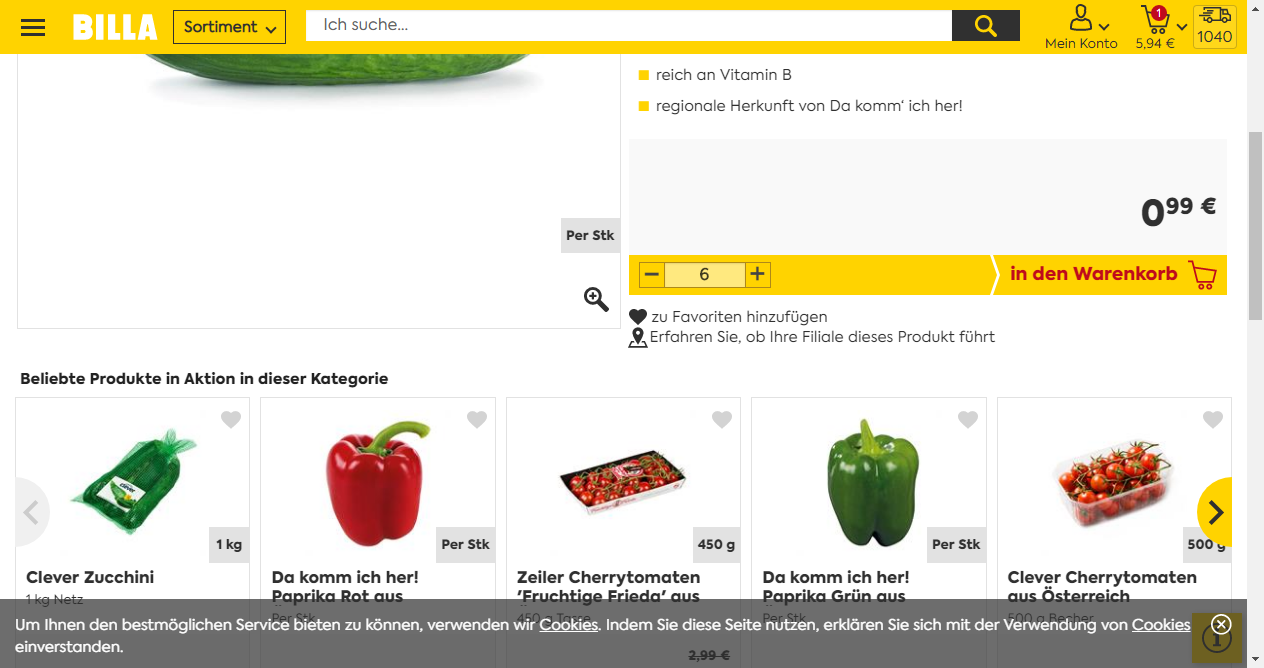 BILLA
Sortiment
Ich suche...
Mein Konto
1
5,94 €
1040
reich an Vitamin B
regionale Herkunft von Da komm‘ ich her!
0 99 €
Per Stk
6
in den Warenkorb
zu Favoriten hinzufügen
Erfahren Sie, ob Ihre Filiale dieses Produkt führt
Beliebte Produkte in Aktion in dieser Kategorie
1 kg
Per Stk
450 g
Per Stk
500 g
Clever Zucchini
1 kg Netz
Da komm ich her!
Paprika Rot aus
Per Stk
Zeiler Cherrytomaten
'Fruchtige Frieda' aus
450 g Tasse
2,99 €
Da komm ich her!
Paprika Grün aus
Per Stk
Clever Cherrytomaten
aus Österreich
500 g Becher
Um Ihnen den bestmöglichen Service bieten zu können, verwenden wir Cookies. Indem Sie diese Seite nutzen, erklären Sie sich mit der Verwendung von Cookies
einverstanden.